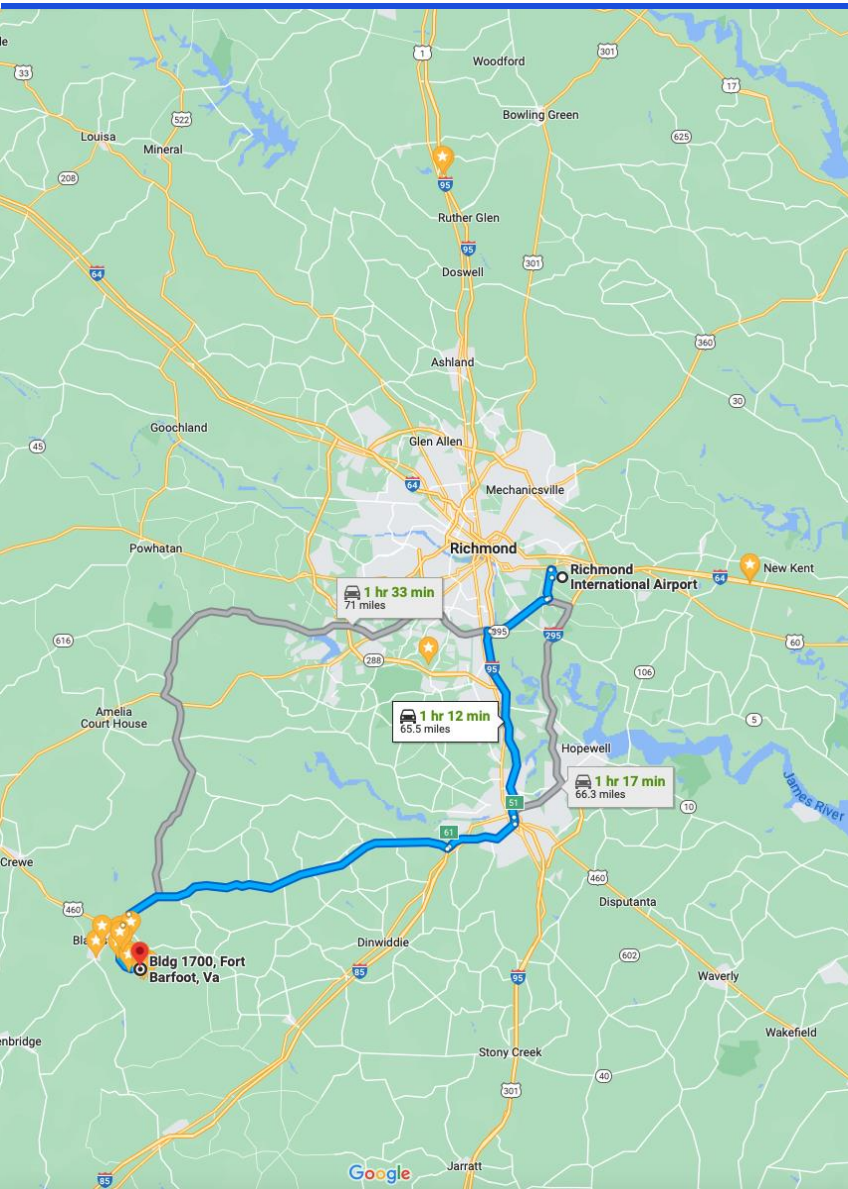 1
Woodford
301
le
33
17
Bowling Green
522
625
Louisa
Mineral
208
95
Ruther Glen
95
301
64
Doswell
360
Ashland
30
Goochland
45
Glen Allen
64
Mechanicsville
Powhatan
Richmond
Richmond
International Airport
64
New Kent
1 hr 33 min
71 miles
616
895
295
60
288
95
106
Amelia
Court House
1 hr 12 min
65.5 miles
5
Hopewell
1 hr 17 min
66.3 miles
James River
51
10
61
Crewe
460
460
Disputanta
Bla
Dinwiddie
602
Bldg 1700, Fort
Barfoot, Va
85
95
Waverly
Wakefield
enbridge
Stony Creek
40
301
Google
Jarratt
85